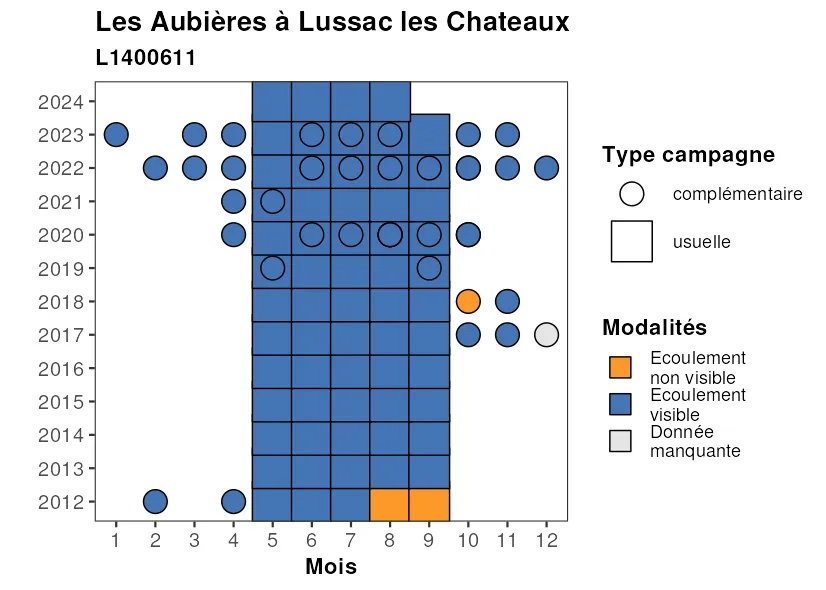 Les Aubières à Lussac les Chateaux
L1400611
2024
2023
2022
2021
2020
2019
2018
2017
2016
2015
2014
2013
2012
1 2 3 4 5 6 7 8 9 10 11 12
Mois
Type campagne
complémentaire
usuelle
Modalités
Ecoulement
non visible
Ecoulement
visible
Donnée
manquante